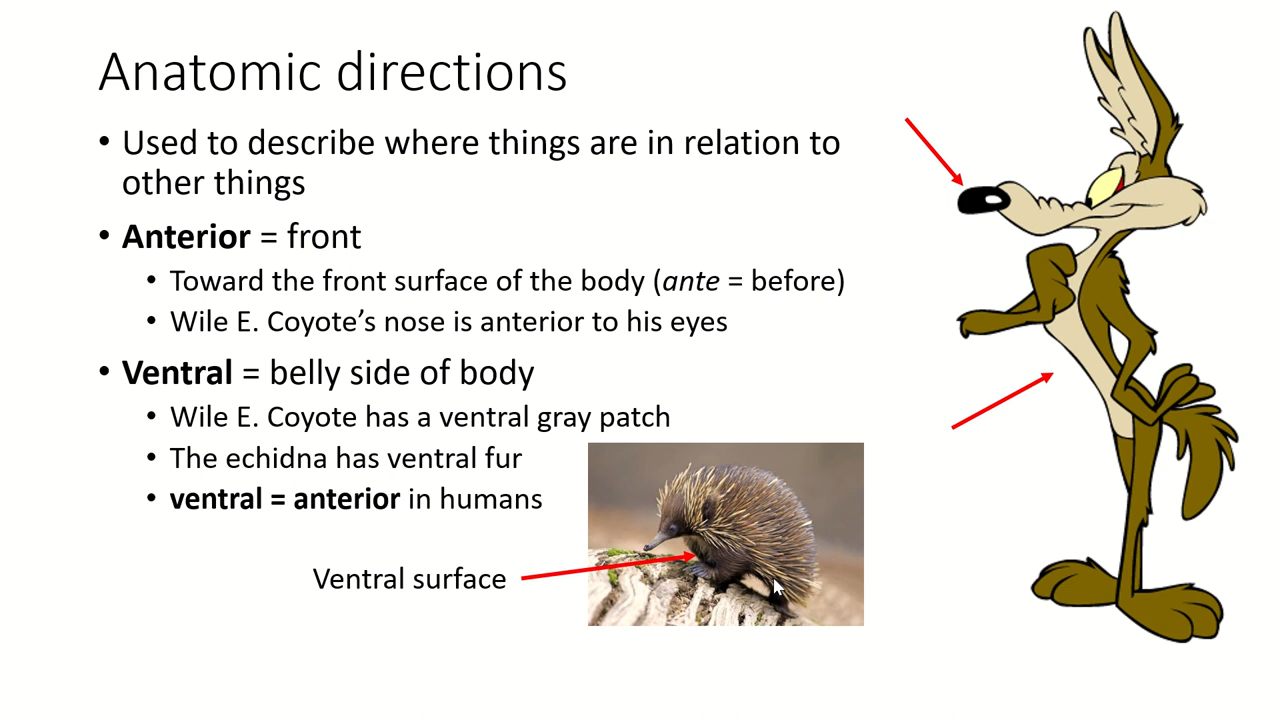 Anatomic directions
• Used to describe where things are in relation to
other things
• Anterior = front
• Toward the front surface of the body (ante = before)
• Wile E. Coyote’s nose is anterior to his eyes
• Ventral = belly side of body
• Wile E. Coyote has a ventral gray patch
• The echidna has ventral fur
• ventral = anterior in humans
Ventral surface